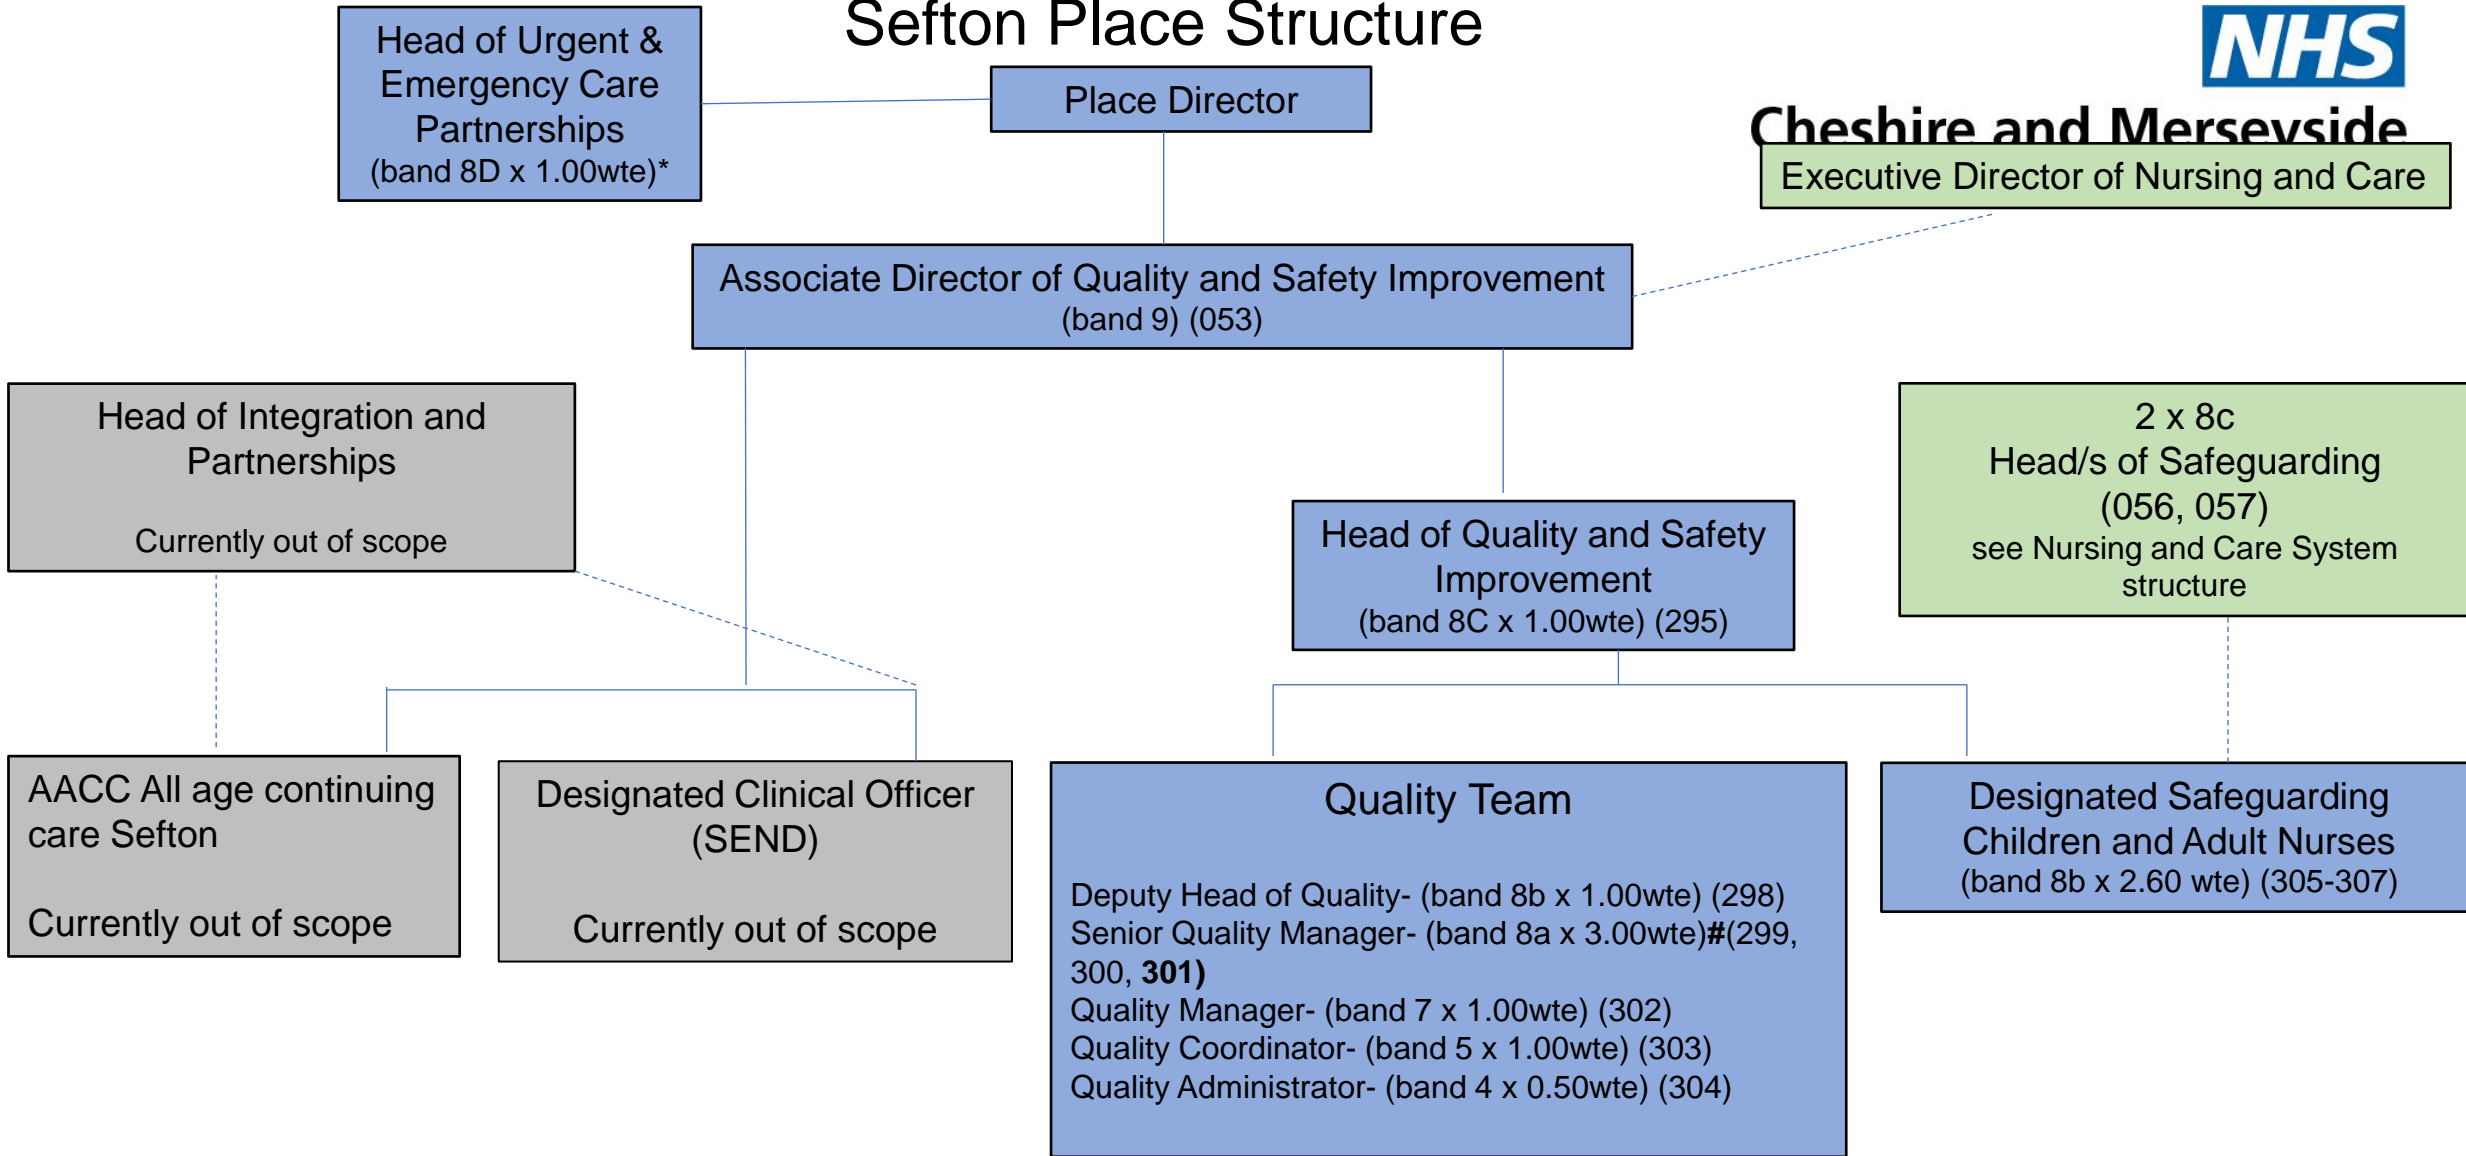 Sefton Place Structure
NHS
Cheshire and Merseyside
Head of Urgent &
Emergency Care
Partnerships
(band 8D x 1.00wte)*
Place Director
Executive Director of Nursing and Care
Associate Director of Quality and Safety Improvement
(band 9) (053)
Head of Integration and
Partnerships
Currently out of scope
2 x 8c
Head/s of Safeguarding
(056, 057)
see Nursing and Care System
structure
Head of Quality and Safety
Improvement
(band 8C x 1.00wte) (295)
AACC All age continuing
care Sefton
Currently out of scope
Designated Clinical Officer
(SEND)
Currently out of scope
Quality Team
Deputy Head of Quality- (band 8b x 1.00wte) (298)
Senior Quality Manager- (band 8a x 3.00wte)#(299,
300, 301)
Quality Manager- (band 7 x 1.00wte) (302)
Quality Coordinator- (band 5 x 1.00wte) (303)
Quality Administrator- (band 4 x 0.50wte) (304)
Designated Safeguarding
Children and Adult Nurses
(band 8b x 2.60 wte) (305-307)